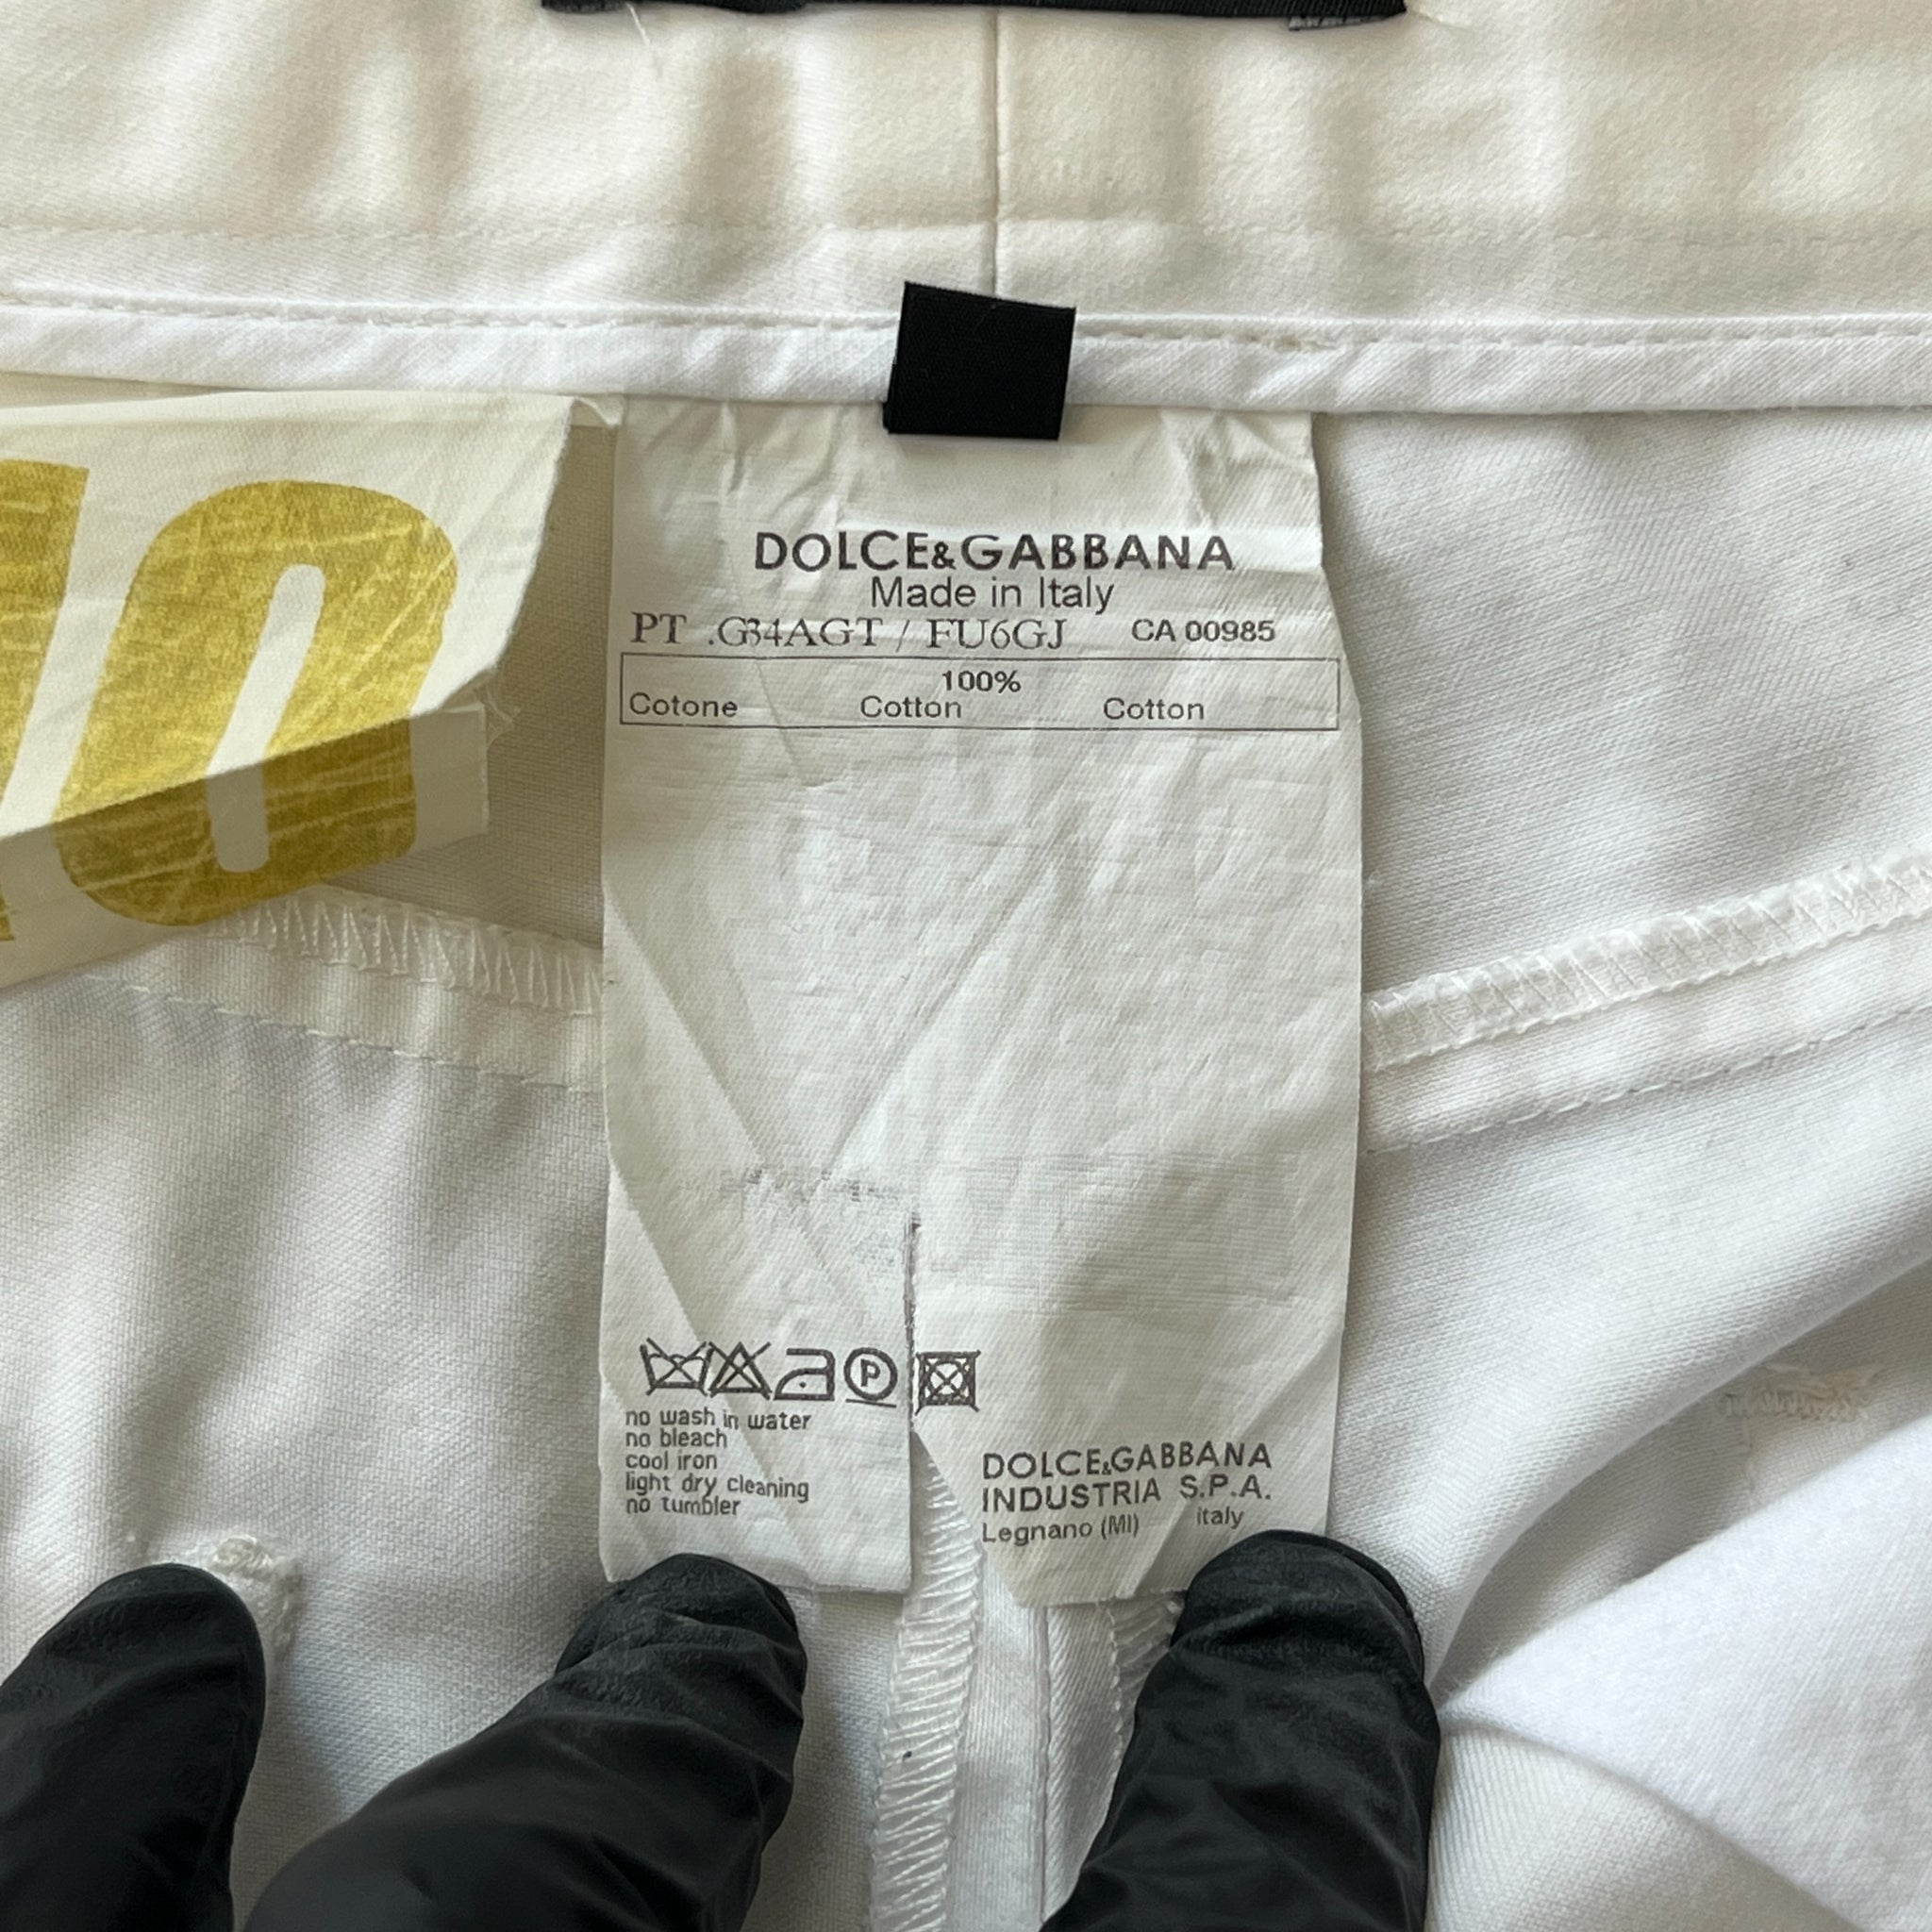 DOLCE&GABBANA
Made in Italy
PT .G34AGT / FU6GJ CA 00985
100%
Cotone Cotton Cotton
P
no wash in water
no bleach
cool iron
light dry cleaning
no tumbler
DOLCE&GABBANA
INDUSTRIA S.P.A.
Legnano (MI) italy